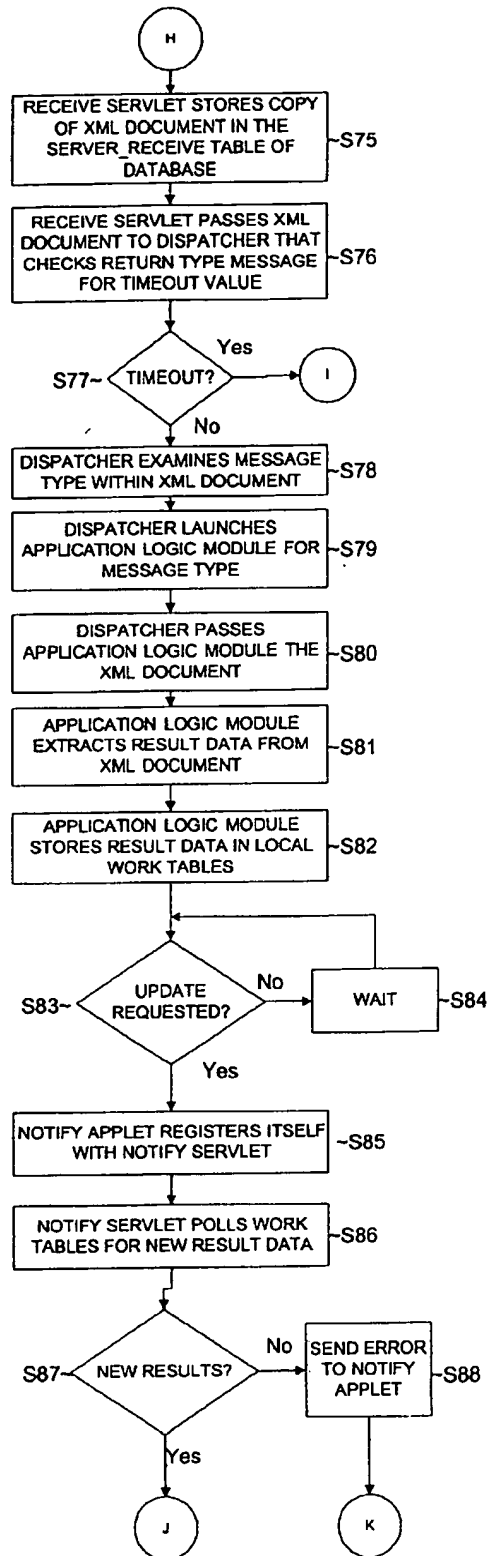 H
RECEIVE SERVLET STORES COPY
OF XML DOCUMENT IN THE
SERVER_RECEIVE TABLE OF
DATABASE
~S75
RECEIVE SERVLET PASSES XML
DOCUMENT TO DISPATCHER THAT
CHECKS RETURN TYPE MESSAGE
FOR TIMEOUT VALUE
~S76
S77~
TIMEOUT?
Yes
I
No
DISPATCHER EXAMINES MESSAGE
TYPE WITHIN XML DOCUMENT
~S78
DISPATCHER LAUNCHES
APPLICATION LOGIC MODULE FOR
MESSAGE TYPE
~S79
DISPATCHER PASSES
APPLICATION LOGIC MODULE THE
XML DOCUMENT
~S80
APPLICATION LOGIC MODULE
EXTRACTS RESULT DATA FROM
XML DOCUMENT
~S81
APPLICATION LOGIC MODULE
STORES RESULT DATA IN LOCAL
WORK TABLES
~S82
S83~
UPDATE
REQUESTED?
No
WAIT
~S84
Yes
NOTIFY APPLET REGISTERS ITSELF
WITH NOTIFY SERVLET
~S85
NOTIFY SERVLET POLLS WORK
TABLES FOR NEW RESULT DATA
~S86
S87~
NEW RESULTS?
No
SEND ERROR
TO NOTIFY
APPLET
~S88
Yes
J
K